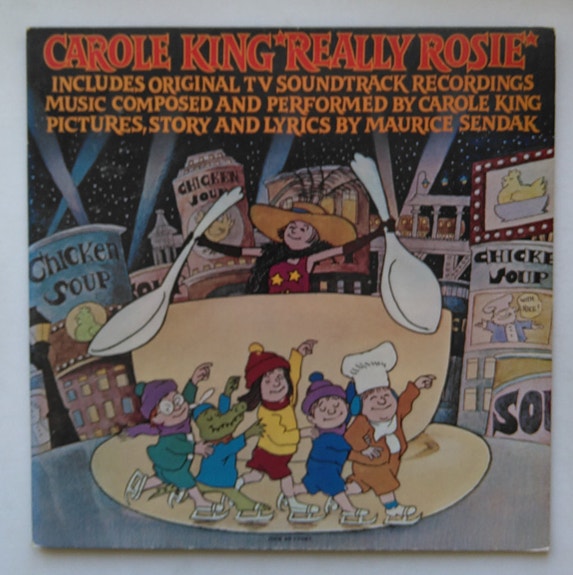 CAROLE KING "REALLY ROSIE"
INCLUDES ORIGINAL TV SOUNDTRACK RECORDINGS
MUSIC COMPOSED AND PERFORMED BY CAROLE KING
PICTURES, STORY AND LYRICS BY MAURICE SENDAK
CHICKEN
SOUP
CHICKEN
SOUP
CHICKE
SOUP
with RICE!
SOU